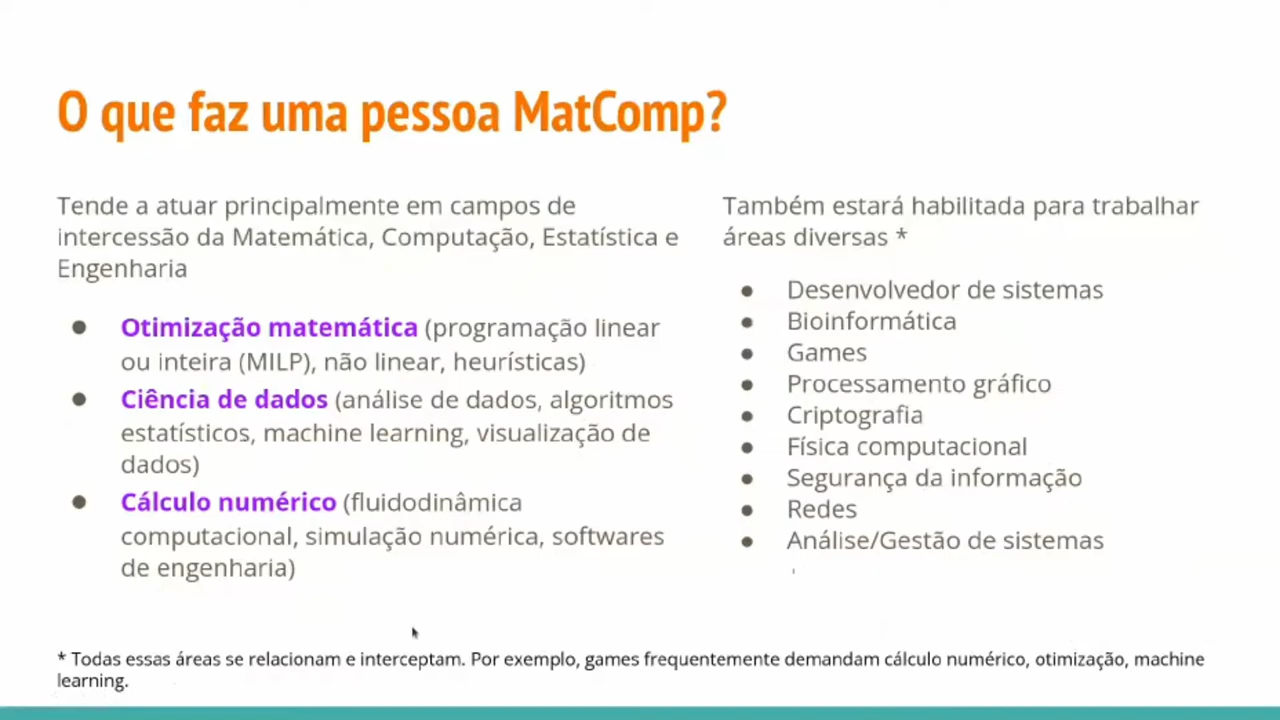 O que faz uma pessoa MatComp?
Tende a atuar principalmente em campos de
intercessão da Matemática, Computação, Estatística e
Engenharia
● Otimização matemática (programação linear
ou inteira (MILP), não linear, heurísticas)
● Ciência de dados (análise de dados, algoritmos
estatísticos, machine learning, visualização de
dados)
● Cálculo numérico (fluidodinâmica
computacional, simulação numérica, softwares
de engenharia)
Também estará habilitada para trabalhar
áreas diversas *
● Desenvolvedor de sistemas
● Bioinformática
● Games
● Processamento gráfico
● Criptografia
● Física computacional
● Segurança da informação
● Redes
● Análise/Gestão de sistemas
* Todas essas áreas se relacionam e interceptam. Por exemplo, games frequentemente demandam cálculo numérico, otimização, machine
learning.